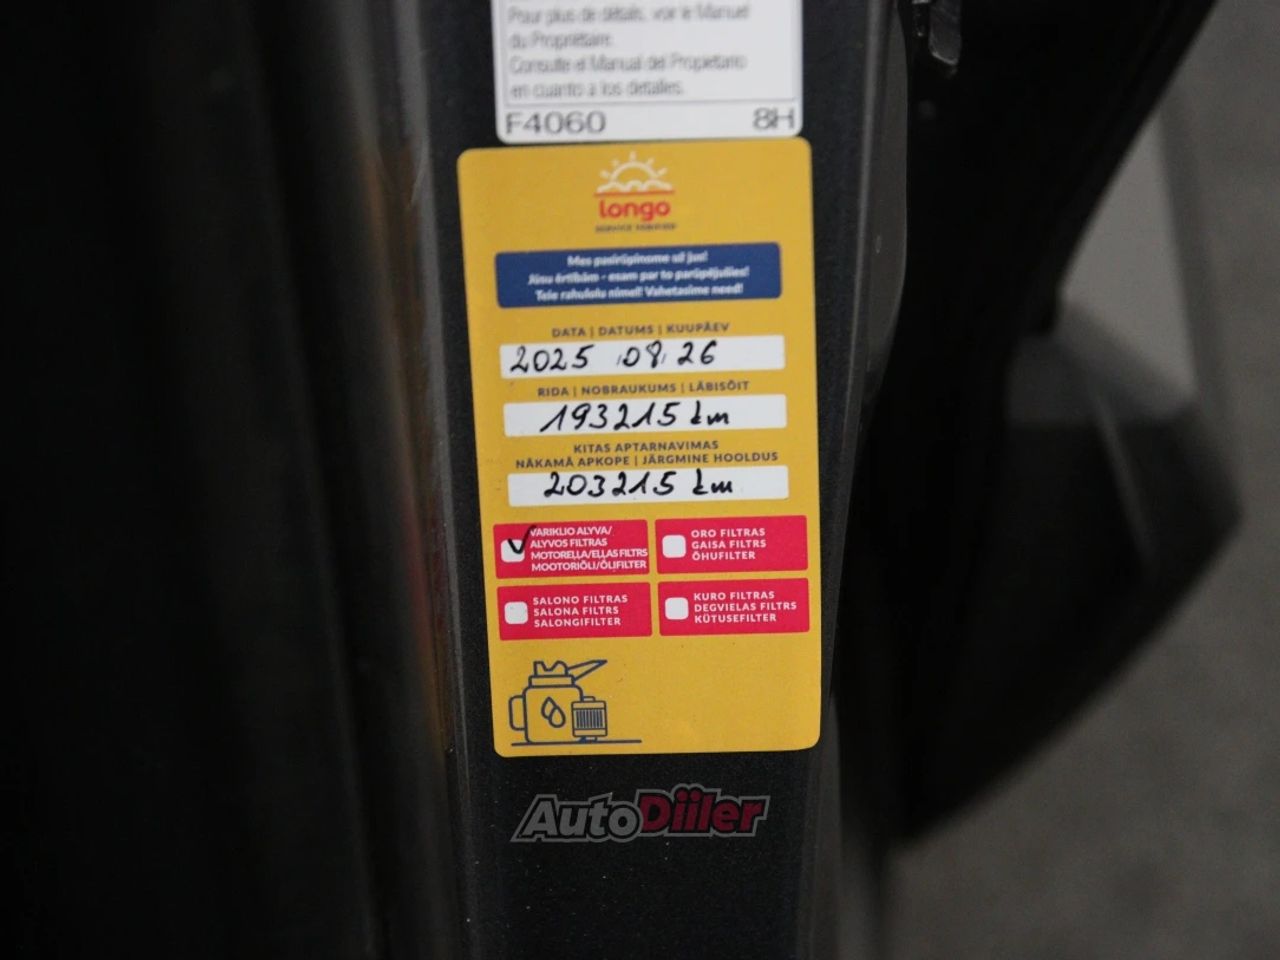 Pour plus de détails, voir le Manuel
du Propriétaire.
Consulte el Manual del Propietario
en cuanto a los detalles.
F4060 8H
longo
Mes pasirūpinome už jus!
Jūsu ērtībām - esam par to parūpējušies!
Teie rahulolu nimel! Vahetasime need!
DATA | DATUMS | KUUPÄEV
2025 .08. 26
RIDA | NOBRAUKUMS | LÄBISÕIT
193215 km
KITAS APTARNAVIMAS
NĀKAMĀ APKOPE | JÄRGMINE HOOLDUS
203215 km
VARIKLIO ALYVA/
ALYVOS FILTRAS
MOTOREĻĻA/EĻĻAS FILTRS
MOOTORIÕLI/ÕLIFILTER
ORO FILTRAS
GAISA FILTRS
ÕHUFILTER
SALONO FILTRAS
SALONA FILTRS
SALONGIFILTER
KURO FILTRAS
DEGVIELAS FILTRS
KÜTUSEFILTER
AutoDiiler